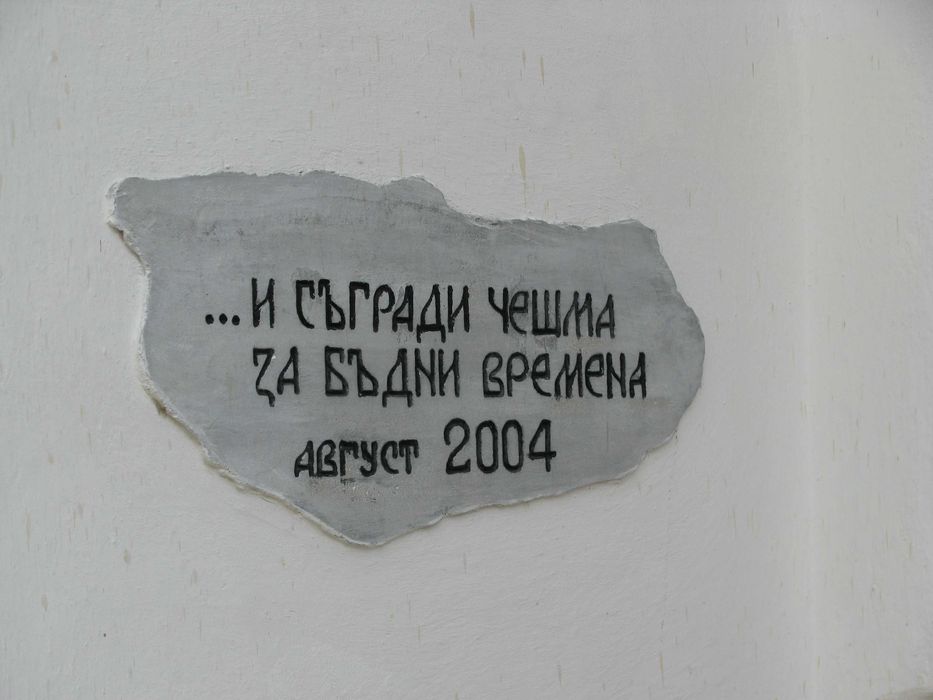 ...И СЪГРАДИ ЧЕШМА
ЗА БЪДНИ ВРЕМЕНА
АВГУСТ 2004